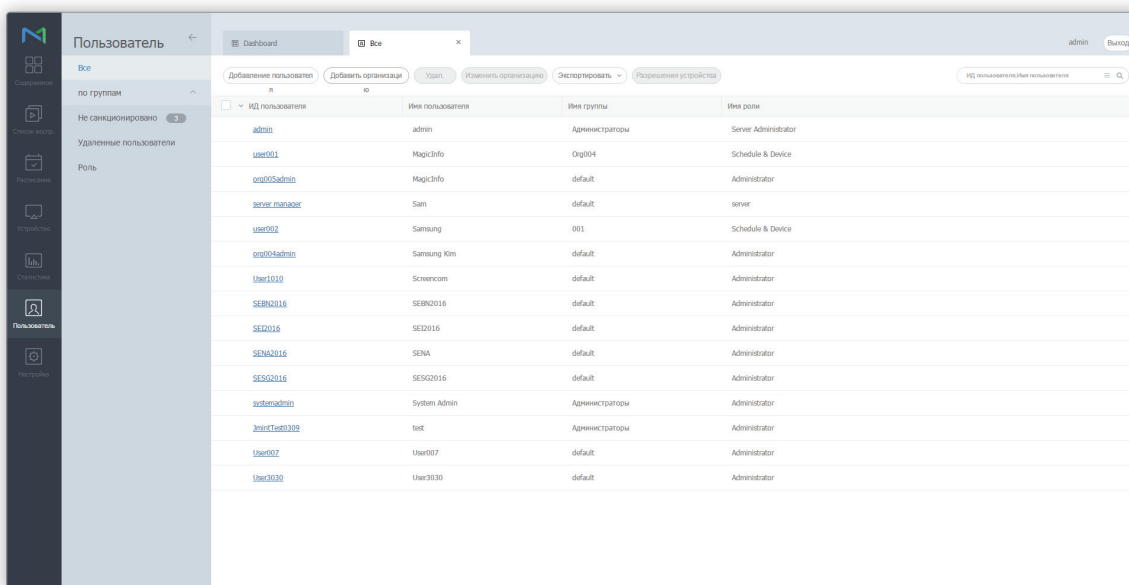 Пользователь
Dashboard
Все
admin
Выход
Содержимое
Все
Добавление пользователя
Добавить организацию
Удал.
Изменить организацию
Экспортировать
Разрешения устройства
ИД пользователя,Имя пользователя
по группам
ИД пользователя Имя пользователя Имя группы Имя роли
Список воспр.
Не санкционировано 3
admin admin Администраторы Server Administrator
Удаленные пользователи
user001 MagicInfo Org004 Schedule & Device
Роль
Расписание
org005admin MagicInfo default Administrator
server manager Sam default server
Устройство
user002 Samsung 001 Schedule & Device
org004admin Samsung Kim default Administrator
Статистика
User1010 Screencom default Administrator
SEBN2016 SEBN2016 default Administrator
Пользователь
SEI2016 SEI2016 default Administrator
SENA2016 SENA default Administrator
Настройка
SESG2016 SESG2016 default Administrator
systemadmin System Admin Администраторы Administrator
JmintTest0309 test Администраторы Administrator
User007 User007 default Administrator
User3030 User3030 default Administrator